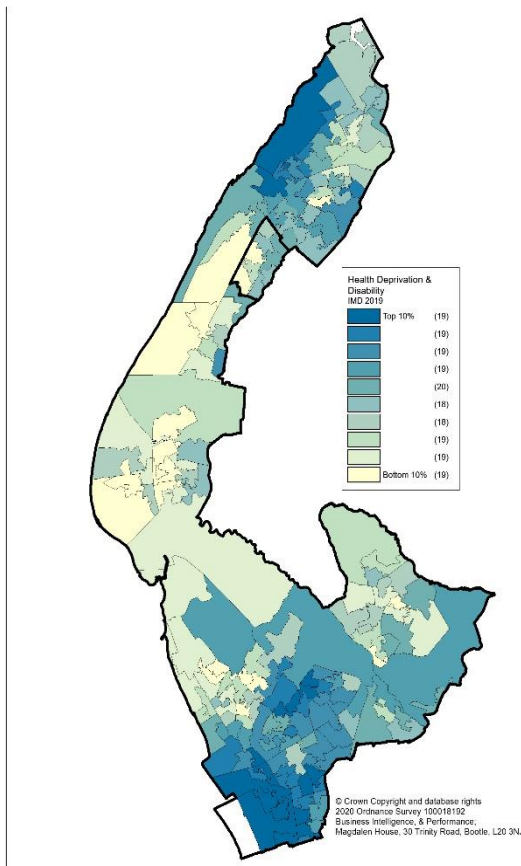 Health Deprivation &
Disability
IMD 2019
Top 10% (19)
(19)
(19)
(19)
(20)
(18)
(18)
(19)
(19)
Bottom 10% (19)
© Crown Copyright and database rights
2020 Ordnance Survey 100018192
Business Intelligence, & Performance,
Magdalen House, 30 Trinity Road, Bootle, L20 3NJ